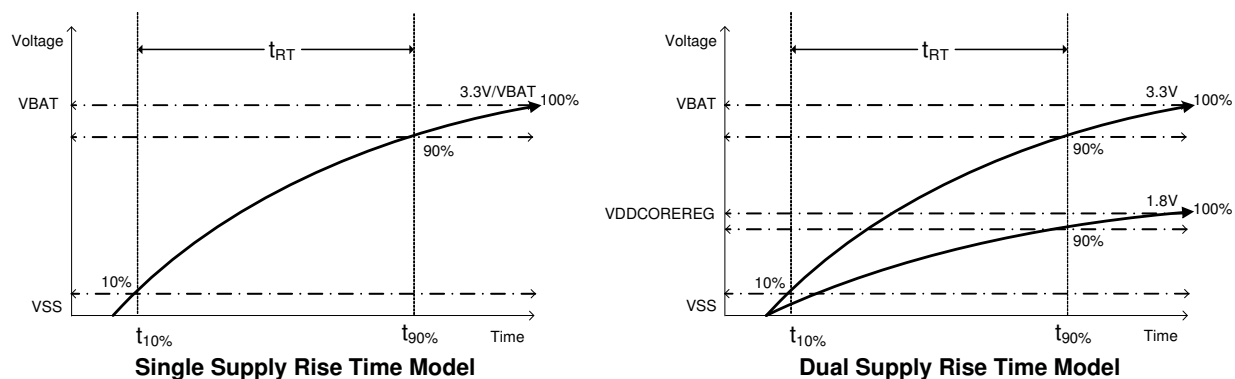 Voltage
tRT
VBAT
3.3V/VBAT
100%
90%
10%
VSS
t10%
t90%
Time
Single Supply Rise Time Model
Voltage
tRT
VBAT
3.3V
100%
90%
VDDCOREREG
1.8V
100%
90%
10%
VSS
t10%
t90%
Time
Dual Supply Rise Time Model